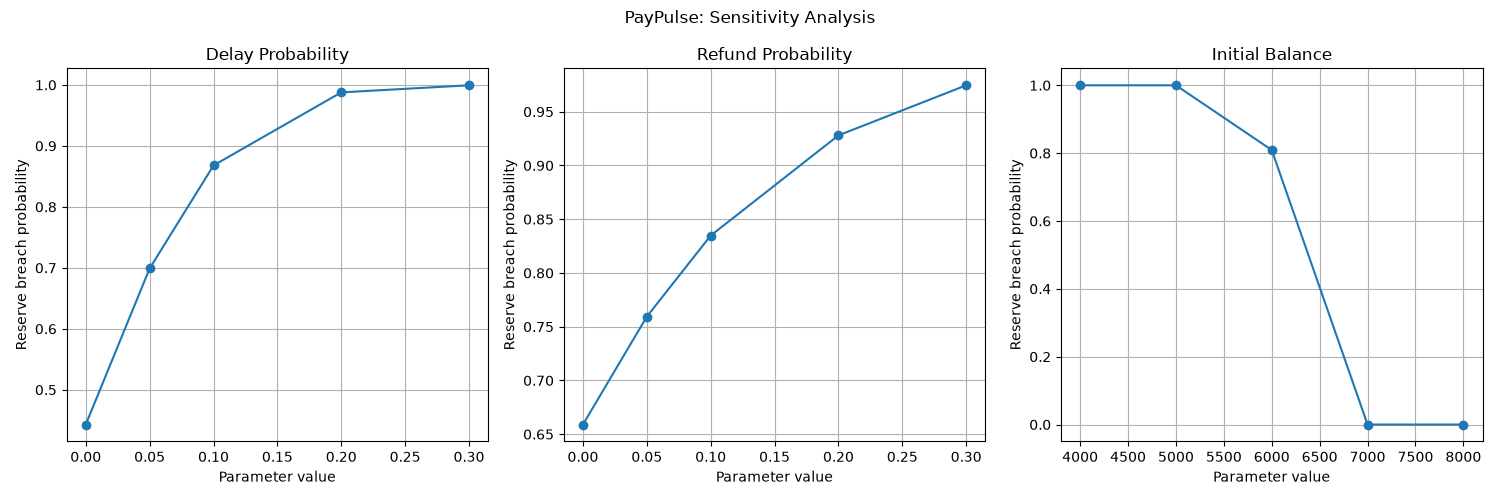 PayPulse: Sensitivity Analysis
Delay Probability
Reserve breach probability
1.0
0.9
0.8
0.7
0.6
0.5
0.00 0.05 0.10 0.15 0.20 0.25 0.30
Parameter value
Refund Probability
Reserve breach probability
0.95
0.90
0.85
0.80
0.75
0.70
0.65
0.00 0.05 0.10 0.15 0.20 0.25 0.30
Parameter value
Initial Balance
Reserve breach probability
1.0
0.8
0.6
0.4
0.2
0.0
4000 4500 5000 5500 6000 6500 7000 7500 8000
Parameter value